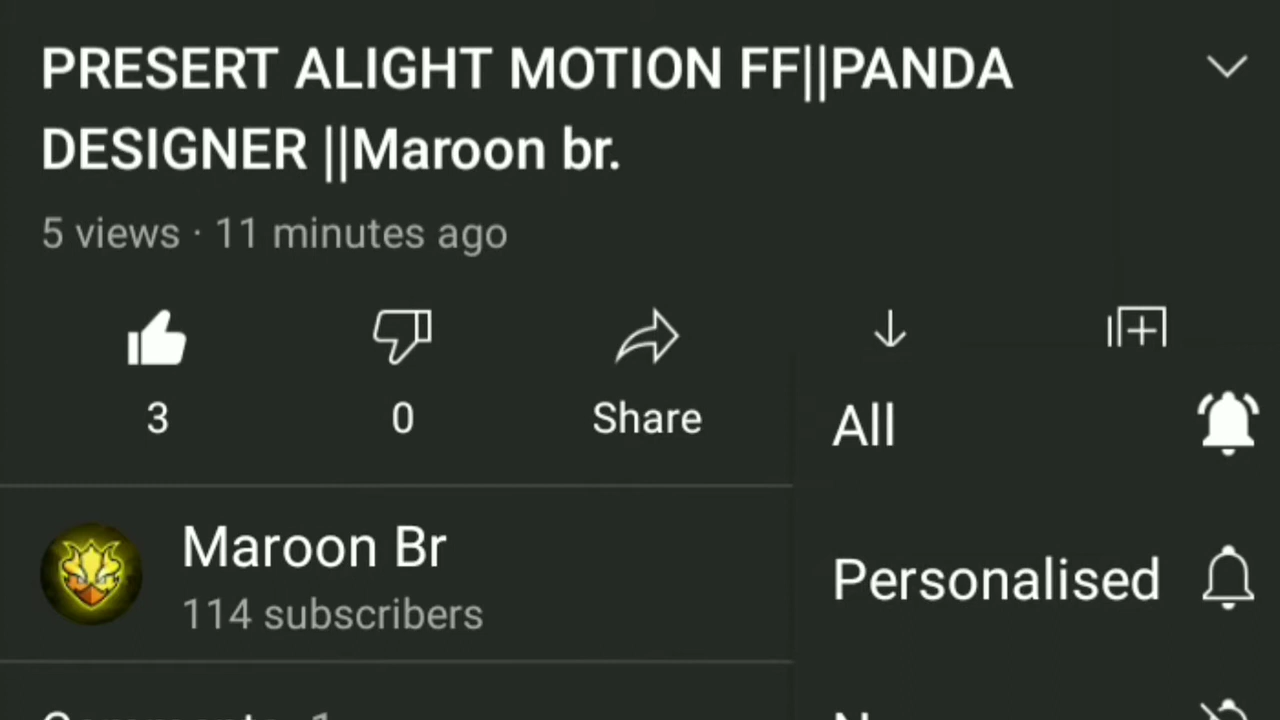 PRESERT ALIGHT MOTION FF||PANDA
DESIGNER ||Maroon br.
5 views · 11 minutes ago
3
0
Share
All
Maroon Br
114 subscribers
Personalised